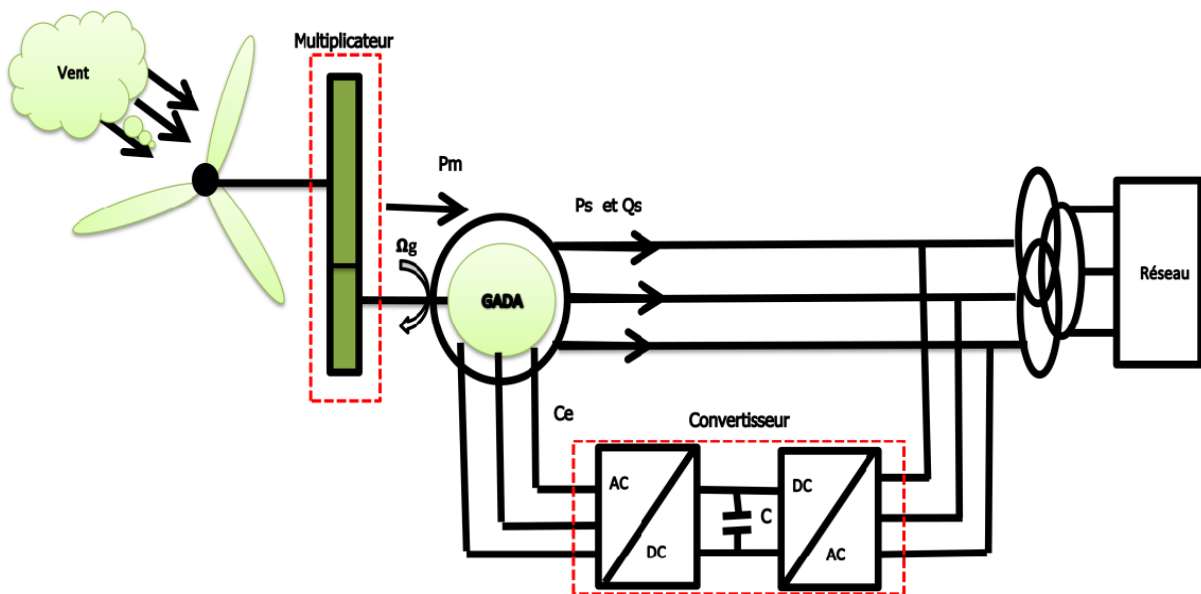 Multiplicateur
Vent
Pm
Ps et Qs
Ωg
GADA
Réseau
Ce
Convertisseur
AC
DC
C
DC
AC